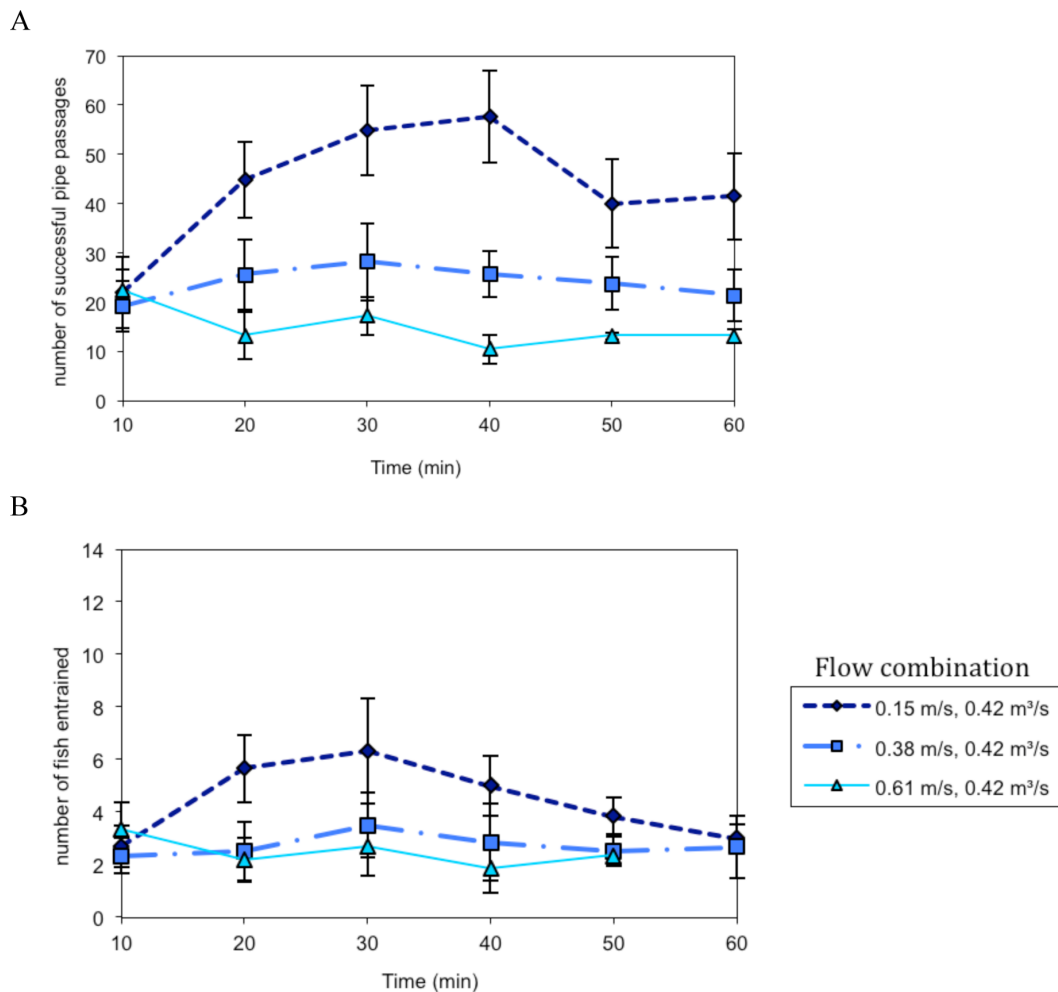 A
number of successful pipe passages
70
60
50
40
30
20
10
0
10 20 30 40 50 60
Time (min)
B
number of fish entrained
14
12
10
8
6
4
2
0
10 20 30 40 50 60
Time (min)
Flow combination
0.15 m/s, 0.42 m³/s
0.38 m/s, 0.42 m³/s
0.61 m/s, 0.42 m³/s